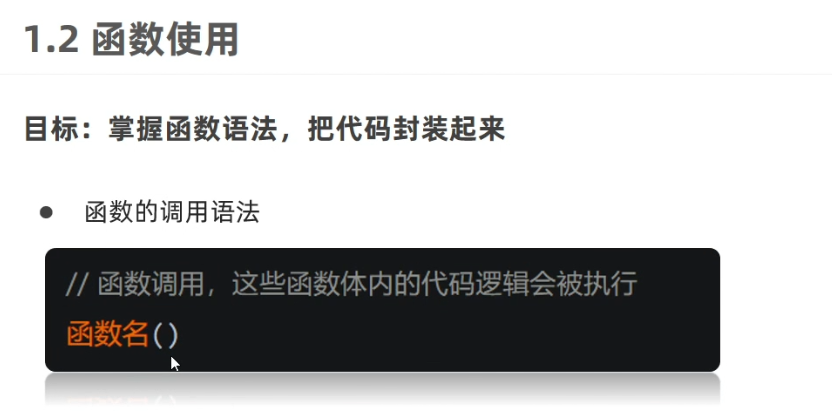 1.2 函数使用
目标：掌握函数语法，把代码封装起来
函数的调用语法
// 函数调用，这些函数体内的代码逻辑会被执行
函数名()